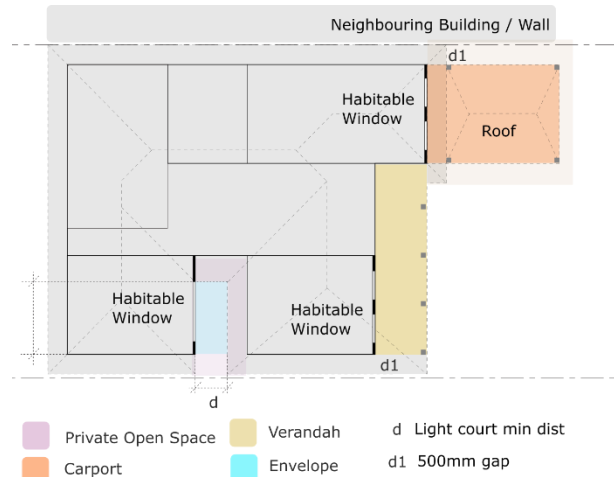 Neighbouring Building / Wall
d1
Habitable
Window
Roof
Habitable
Window
Habitable
Window
d1
d
Private Open Space
Verandah
d Light court min dist
Carport
Envelope
d1 500mm gap